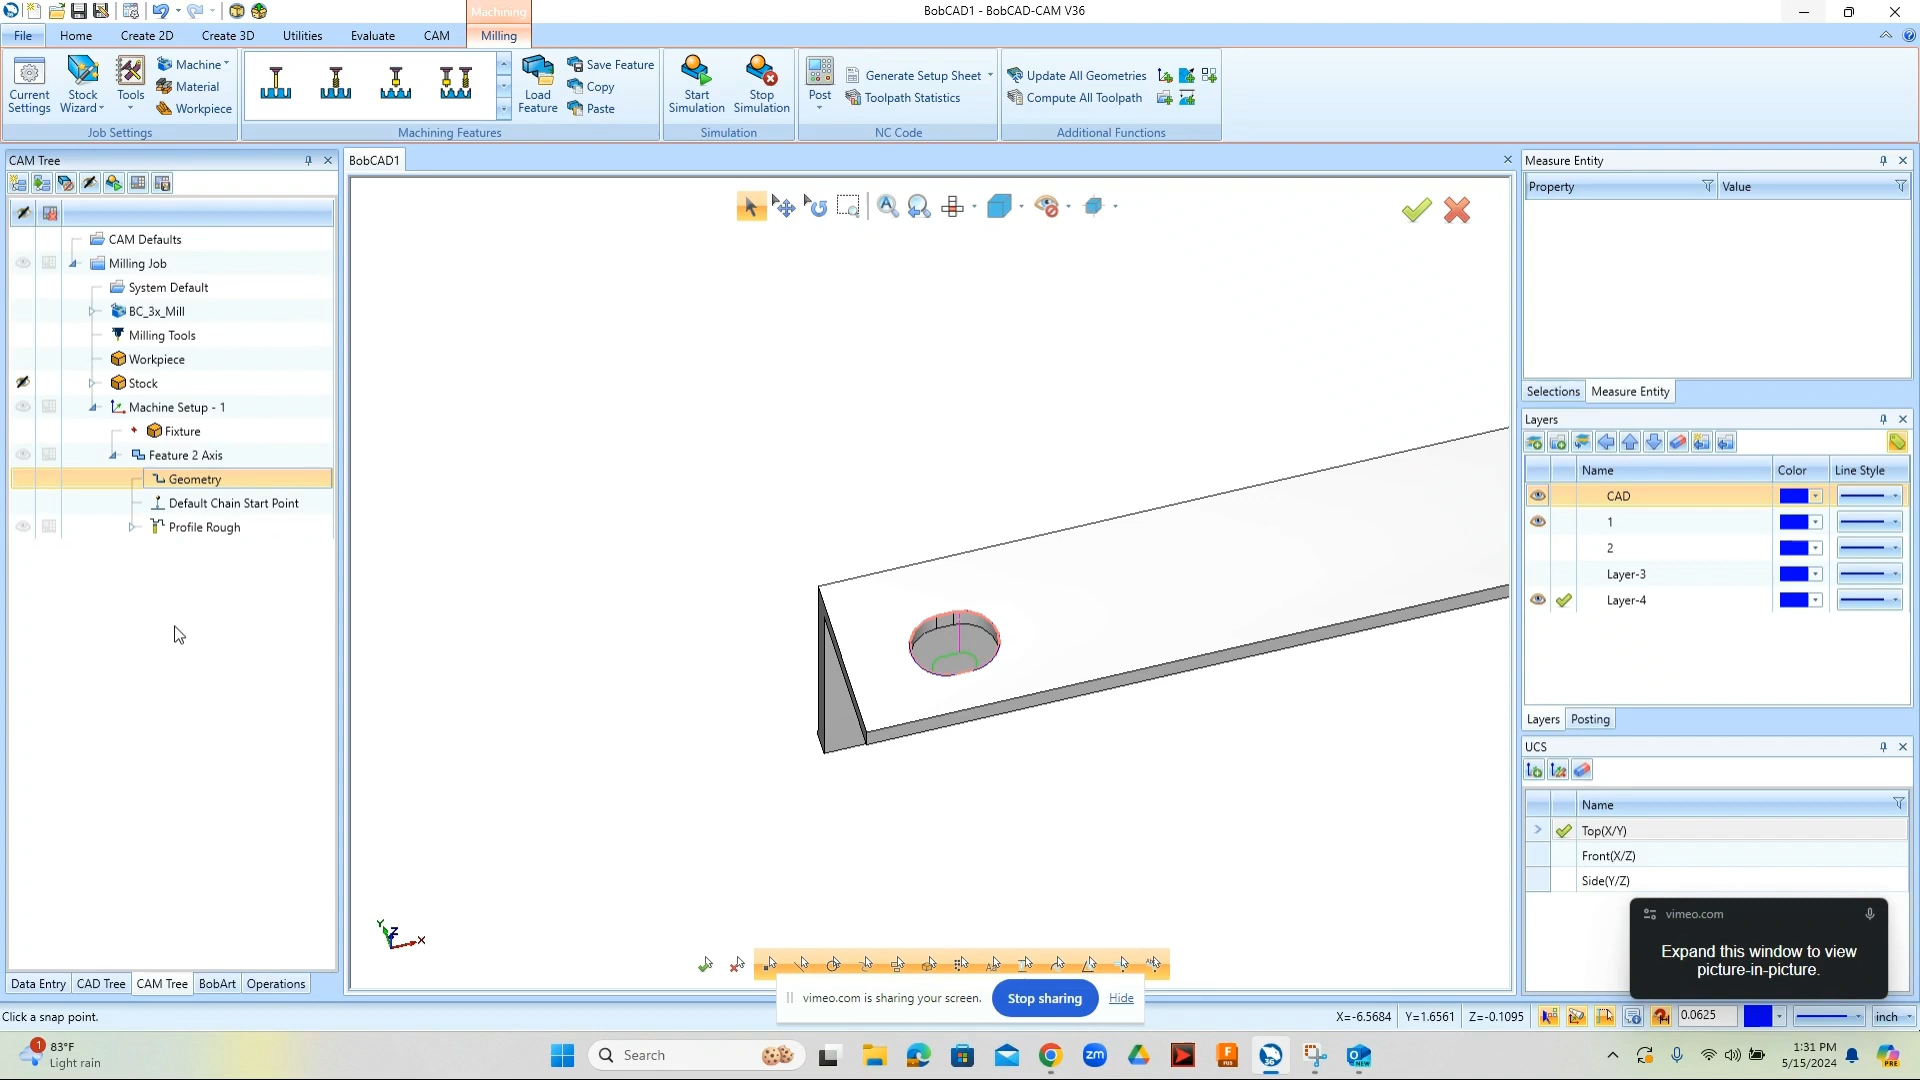 BobCAD1 - BobCAD-CAM V36
Machining
File Home Create 2D Create 3D Utilities Evaluate CAM Milling
Current Settings
Stock Wizard
Tools
Machine
Material
Workpiece
Job Settings
Load Feature
Save Feature
Copy
Paste
Machining Features
Start Simulation
Stop Simulation
Simulation
Post
Generate Setup Sheet
Toolpath Statistics
NC Code
Update All Geometries
Compute All Toolpath
Additional Functions
CAM Tree
CAM Defaults
Milling Job
System Default
BC_3x_Mill
Milling Tools
Workpiece
Stock
Machine Setup - 1
Fixture
Feature 2 Axis
Geometry
Default Chain Start Point
Profile Rough
Data Entry CAD Tree CAM Tree BobArt Operations
BobCAD1
Y Z X
Measure Entity
Property Value
Selections Measure Entity
Layers
Name Color Line Style
CAD
1
2
Layer-3
Layer-4
Layers Posting
UCS
Name
Top(X/Y)
Front(X/Z)
Side(Y/Z)
vimeo.com
Expand this window to view
picture-in-picture.
vimeo.com is sharing your screen. Stop sharing Hide
Click a snap point.
X=-6.5684 Y=1.6561 Z=-0.1095 0.0625 inch
1
83°F
Light rain
Search
zm
F
FUS
36
NEW
1:31 PM
5/15/2024
PRE